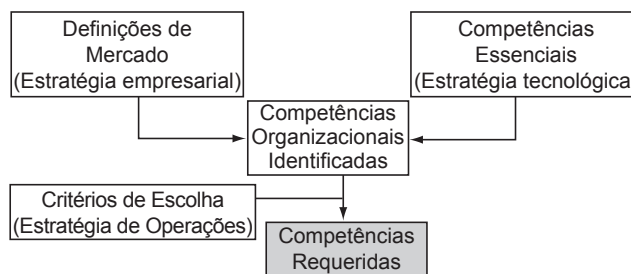 Definições de
Mercado
(Estratégia empresarial)
Competências
Essenciais
(Estratégia tecnológica
Competências
Organizacionais
Identificadas
Critérios de Escolha
(Estratégia de Operações)
Competências
Requeridas